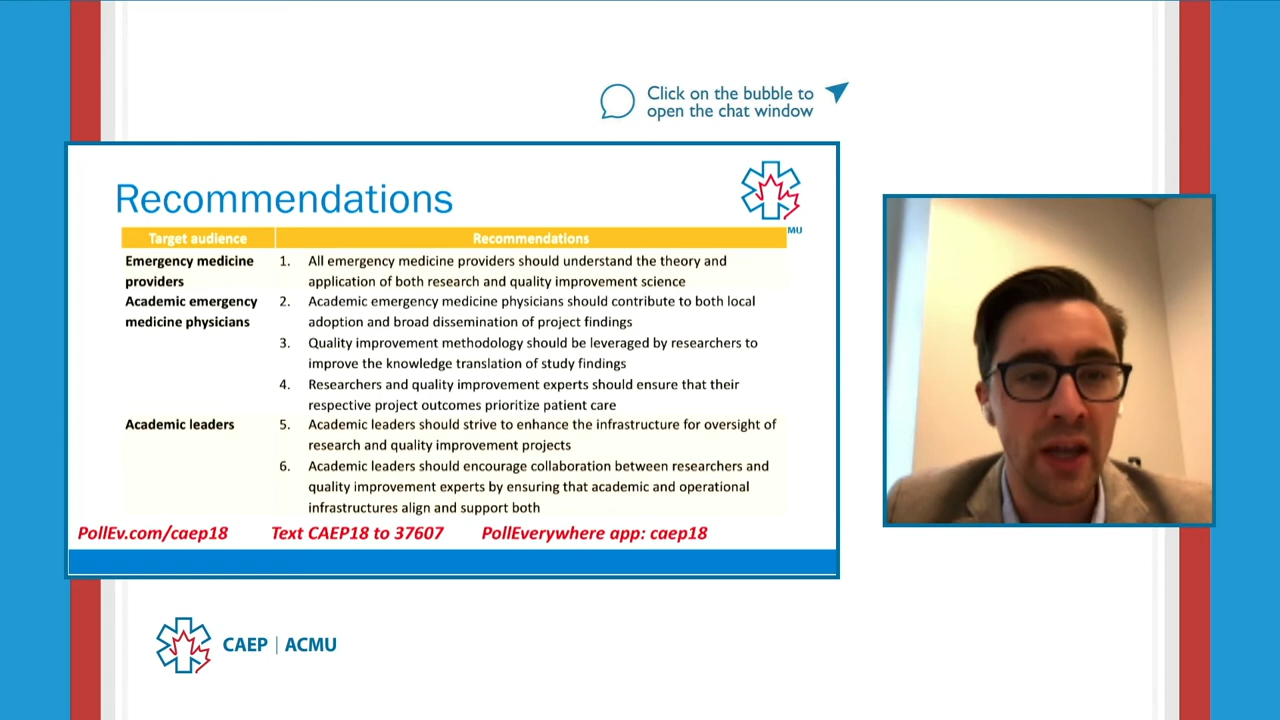 Click on the bubble to
open the chat window
Recommendations
MU
Target audience
Recommendations
Emergency medicine
providers
1. All emergency medicine providers should understand the theory and
application of both research and quality improvement science
Academic emergency
medicine physicians
2. Academic emergency medicine physicians should contribute to both local
adoption and broad dissemination of project findings
3. Quality improvement methodology should be leveraged by researchers to
improve the knowledge translation of study findings
4. Researchers and quality improvement experts should ensure that their
respective project outcomes prioritize patient care
Academic leaders
5. Academic leaders should strive to enhance the infrastructure for oversight of
research and quality improvement projects
6. Academic leaders should encourage collaboration between researchers and
quality improvement experts by ensuring that academic and operational
infrastructures align and support both
PollEv.com/caep18 Text CAEP18 to 37607 PollEverywhere app: caep18
CAEP | ACMU